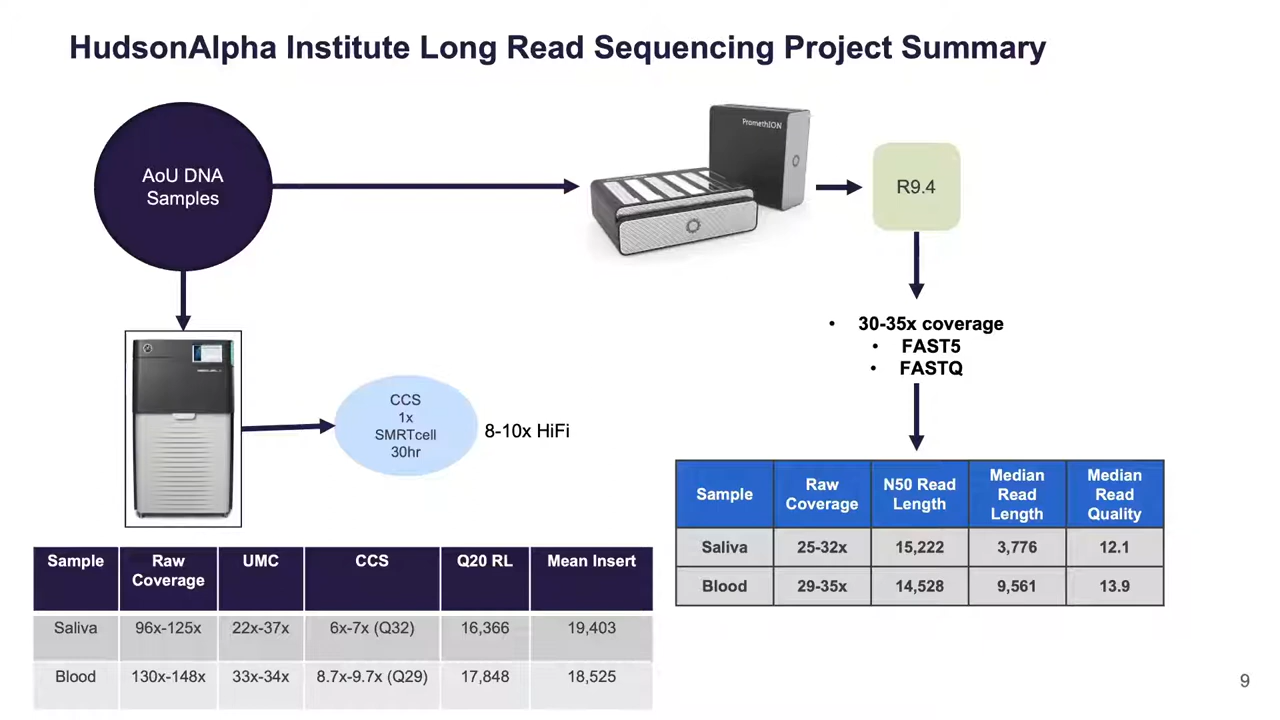 HudsonAlpha Institute Long Read Sequencing Project Summary
AoU DNA
Samples
PromethION
R9.4
• 30-35x coverage
• FAST5
• FASTQ
CCS
1x
SMRTcell
30hr
8-10x HiFi
Sample Raw Coverage N50 Read Length Median Read Length Median Read Quality
Saliva 25-32x 15,222 3,776 12.1
Blood 29-35x 14,528 9,561 13.9
Sample Raw Coverage UMC CCS Q20 RL Mean Insert
Saliva 96x-125x 22x-37x 6x-7x (Q32) 16,366 19,403
Blood 130x-148x 33x-34x 8.7x-9.7x (Q29) 17,848 18,525
9